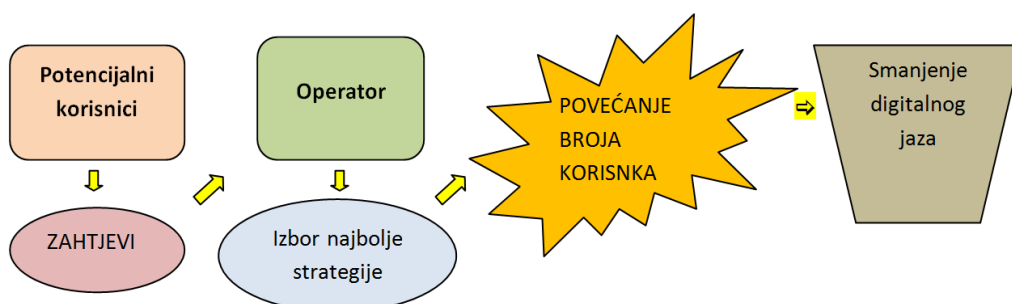 Potencijalni
korisnici
ZAHTJEVI
Operator
Izbor najbolje
strategije
POVEĆANJE
BROJA
KORISNKA
Smanjenje
digitalnog
jaza